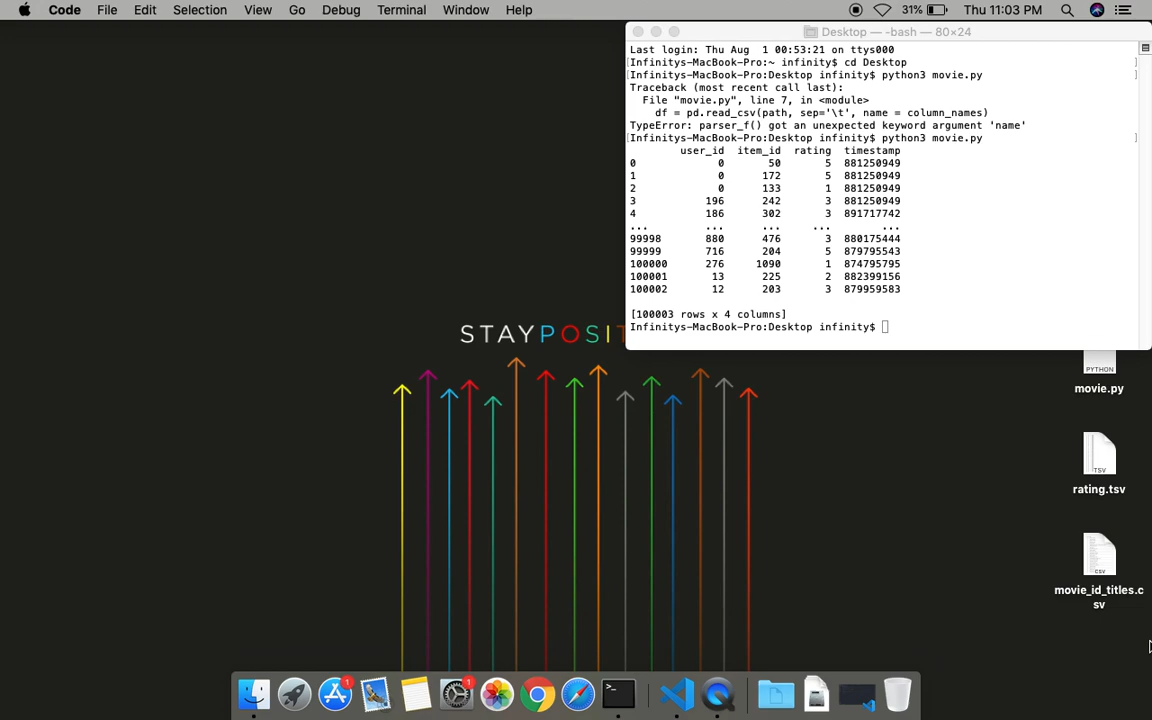 Code File Edit Selection View Go Debug Terminal Window Help 31% Thu 11:03 PM
Desktop — -bash — 80×24
Last login: Thu Aug  1 00:53:21 on ttys000
[Infinitys-MacBook-Pro:~ infinity$ cd Desktop ]
[Infinitys-MacBook-Pro:Desktop infinity$ python3 movie.py ]
Traceback (most recent call last):
File "movie.py", line 7, in <module>
df = pd.read_csv(path, sep='\t', name = column_names)
TypeError: parser_f() got an unexpected keyword argument 'name'
[Infinitys-MacBook-Pro:Desktop infinity$ python3 movie.py ]
user_id item_id rating timestamp
0 0 50 5 881250949
1 0 172 5 881250949
2 0 133 1 881250949
3 196 242 3 881250949
4 186 302 3 891717742
... ... ... ... ...
99998 880 476 3 880175444
99999 716 204 5 879795543
100000 276 1090 1 874795795
100001 13 225 2 882399156
100002 12 203 3 879959583
[100003 rows x 4 columns]
Infinitys-MacBook-Pro:Desktop infinity$
STAYPOSIT
PYTHON
movie.py
TSV
rating.tsv
CSV
movie_id_titles.c
sv
1
1